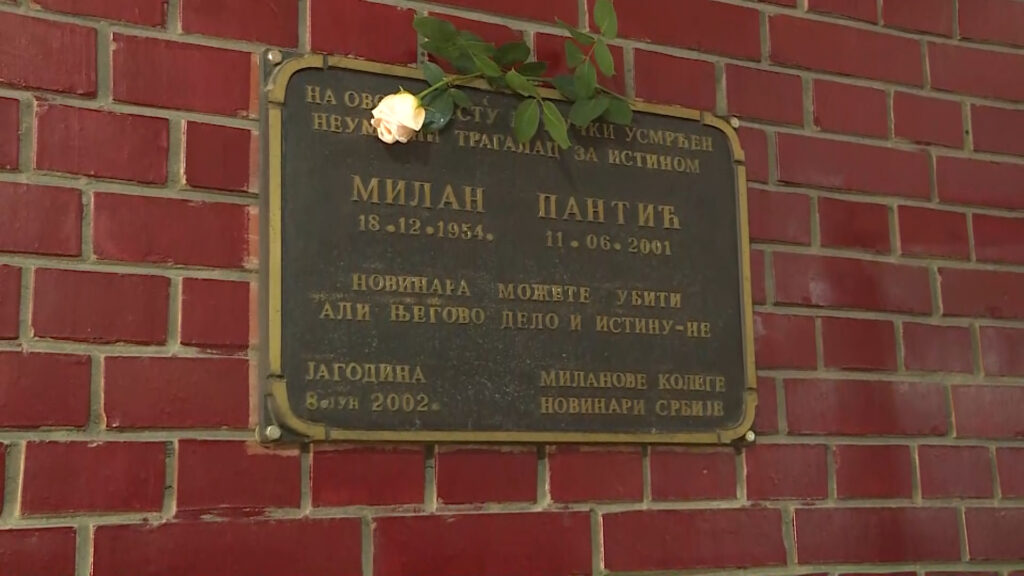 НА СТУ УСМРЋЕН
ТРАГАЛАЦ ЗА ИСТИНОМ
МИЛАН ПАНТИЋ
18.12.1954. 11.06.2001
НОВИНАРА МОЖЕТЕ УБИТИ
АЛИ ЊЕГОВО ДЕЛО И ИСТИНУ-НЕ
ЈАГОДИНА МИЛАНОВЕ КОЛЕГЕ
8.ЈУН 2002. НОВИНАРИ СРБИЈЕ